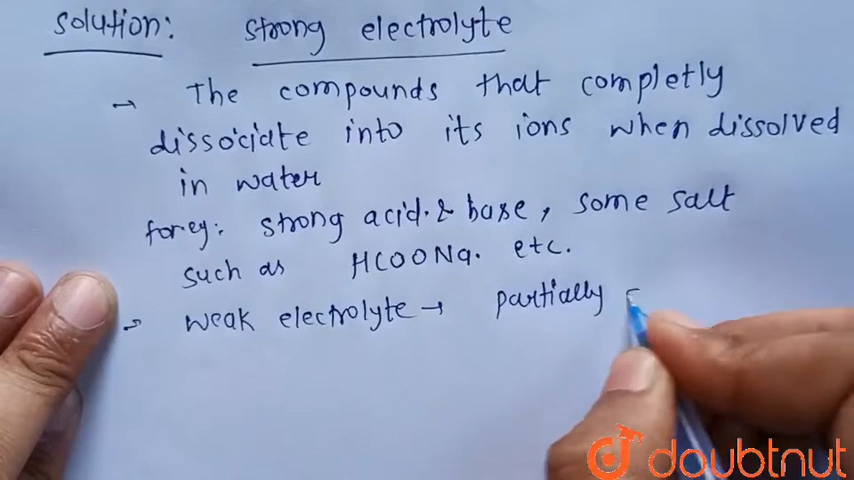 Solution: strong electrolyte
→ The compounds that completly
dissociate into its ions when dissolved
in water
foreg: strong acid. & base, some salt
such as HCOONa. etc.
→ weak electrolyte → partially
doubtnut